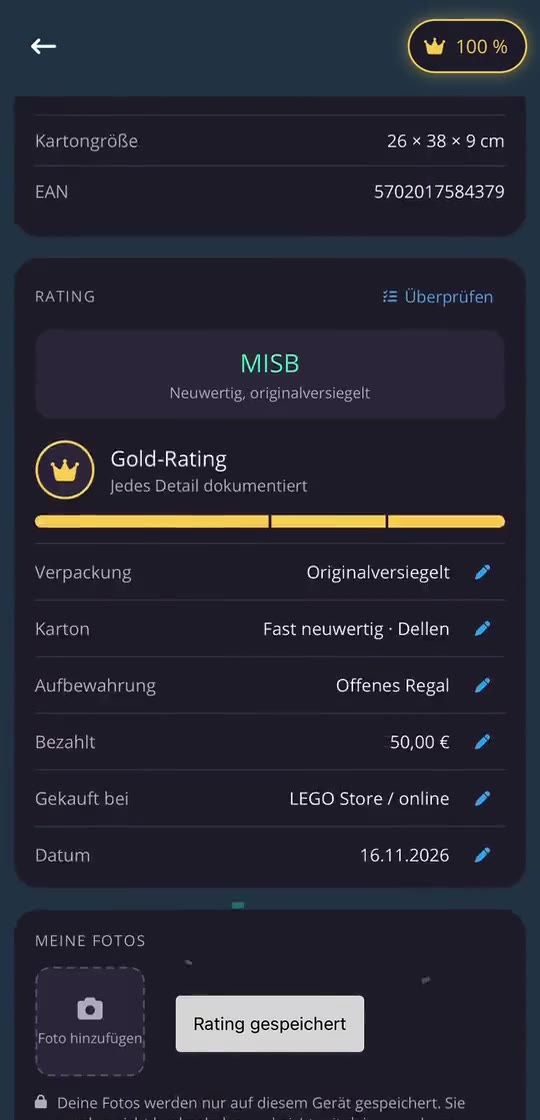 100 %
Kartongröße 26 × 38 × 9 cm
EAN 5702017584379
RATING Überprüfen
MISB
Neuwertig, originalversiegelt
Gold-Rating
Jedes Detail dokumentiert
Verpackung Originalversiegelt
Karton Fast neuwertig · Dellen
Aufbewahrung Offenes Regal
Bezahlt 50,00 €
Gekauft bei LEGO Store / online
Datum 16.11.2026
MEINE FOTOS
Foto hinzufügen
Rating gespeichert
Deine Fotos werden nur auf diesem Gerät gespeichert. Sie